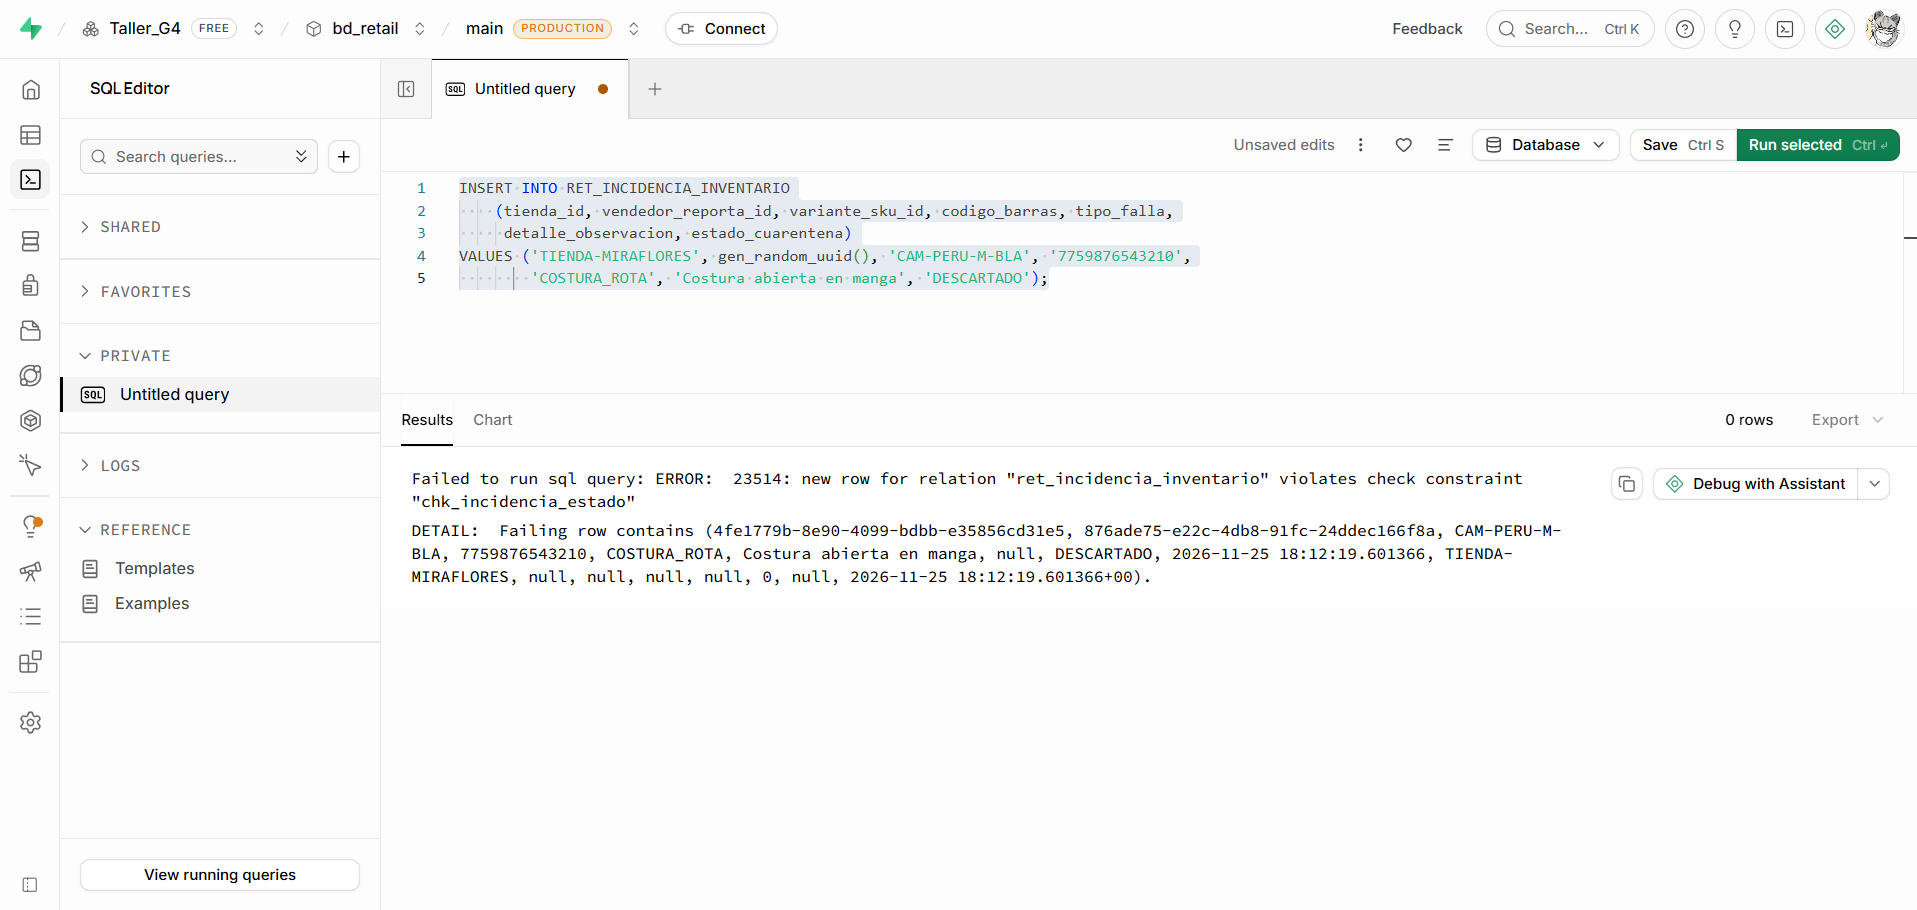 Taller_G4 FREE / bd_retail / main PRODUCTION Connect Feedback Search... Ctrl K
SQL Editor
SQL Untitled query
Search queries...
Unsaved edits Database Save Ctrl S Run selected Ctrl ↵
SHARED
FAVORITES
PRIVATE
SQL Untitled query
LOGS
REFERENCE
Templates
Examples
View running queries
1 INSERT INTO RET_INCIDENCIA_INVENTARIO
2 (tienda_id, vendedor_reporta_id, variante_sku_id, codigo_barras, tipo_falla,
3 detalle_observacion, estado_cuarentena)
4 VALUES ('TIENDA-MIRAFLORES', gen_random_uuid(), 'CAM-PERU-M-BLA', '7759876543210',
5 'COSTURA_ROTA', 'Costura abierta en manga', 'DESCARTADO');
Results Chart 0 rows Export
Failed to run sql query: ERROR:  23514: new row for relation "ret_incidencia_inventario" violates check constraint
"chk_incidencia_estado"
DETAIL:  Failing row contains (4fe1779b-8e90-4099-bdbb-e35856cd31e5, 876ade75-e22c-4db8-91fc-24ddec166f8a, CAM-PERU-M-
BLA, 7759876543210, COSTURA_ROTA, Costura abierta en manga, null, DESCARTADO, 2026-11-25 18:12:19.601366, TIENDA-
MIRAFLORES, null, null, null, null, 0, null, 2026-11-25 18:12:19.601366+00).
Debug with Assistant